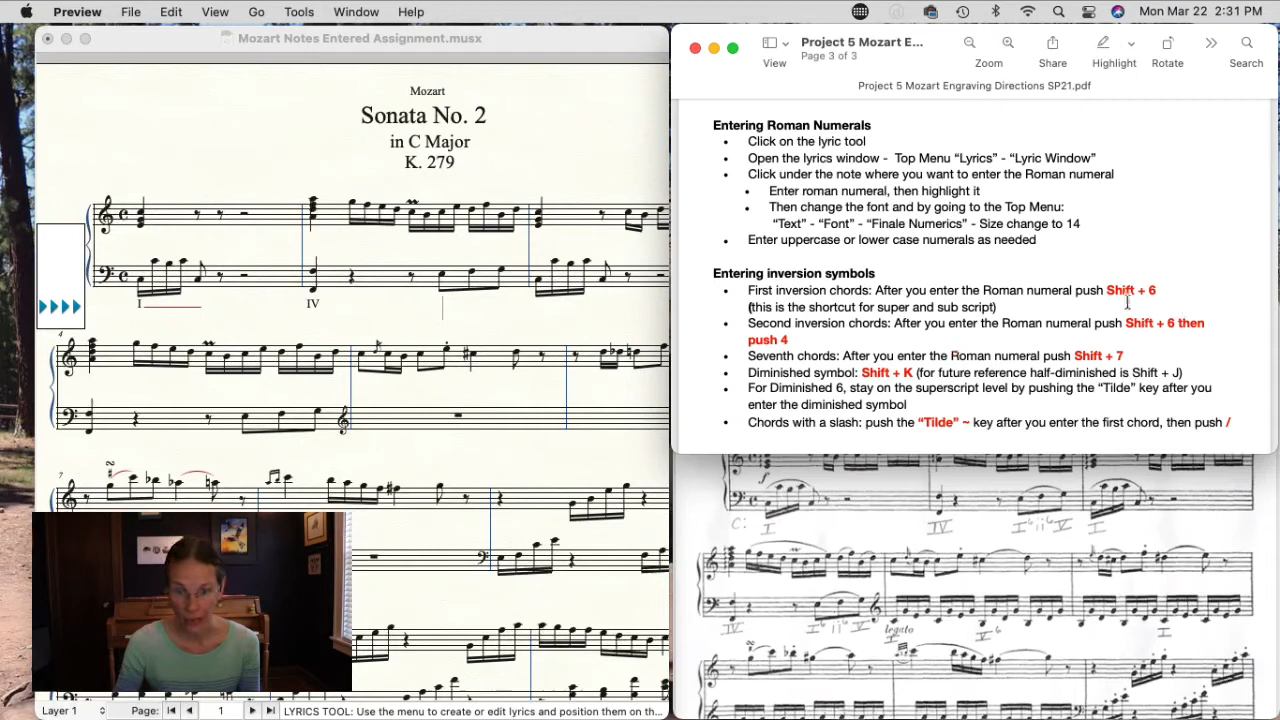 Preview File Edit View Go Tools Window Help Mon Mar 22 2:31 PM
Mozart Notes Entered Assignment.musx
Mozart
Sonata No. 2
in C Major
K. 279
I IV
4
7
Layer 1 Page: 1 LYRICS TOOL: Use the menu to create or edit lyrics and position them on th...
Project 5 Mozart E...
Page 3 of 3
View Zoom Share Highlight Rotate Search
Project 5 Mozart Engraving Directions SP21.pdf
Entering Roman Numerals
• Click on the lyric tool
• Open the lyrics window - Top Menu “Lyrics” - “Lyric Window”
• Click under the note where you want to enter the Roman numeral
• Enter roman numeral, then highlight it
• Then change the font and by going to the Top Menu:
“Text” - “Font” - “Finale Numerics” - Size change to 14
• Enter uppercase or lower case numerals as needed
Entering inversion symbols
• First inversion chords: After you enter the Roman numeral push Shift + 6
(this is the shortcut for super and sub script)
• Second inversion chords: After you enter the Roman numeral push Shift + 6 then
push 4
• Seventh chords: After you enter the Roman numeral push Shift + 7
• Diminished symbol: Shift + K (for future reference half-diminished is Shift + J)
• For Diminished 6, stay on the superscript level by pushing the “Tilde” key after you
enter the diminished symbol
• Chords with a slash: push the “Tilde” ~ key after you enter the first chord, then push /
f
C: I IV I⁶ ii⁶ V I
IV I⁶ ii⁶ V legato I V⁶ I